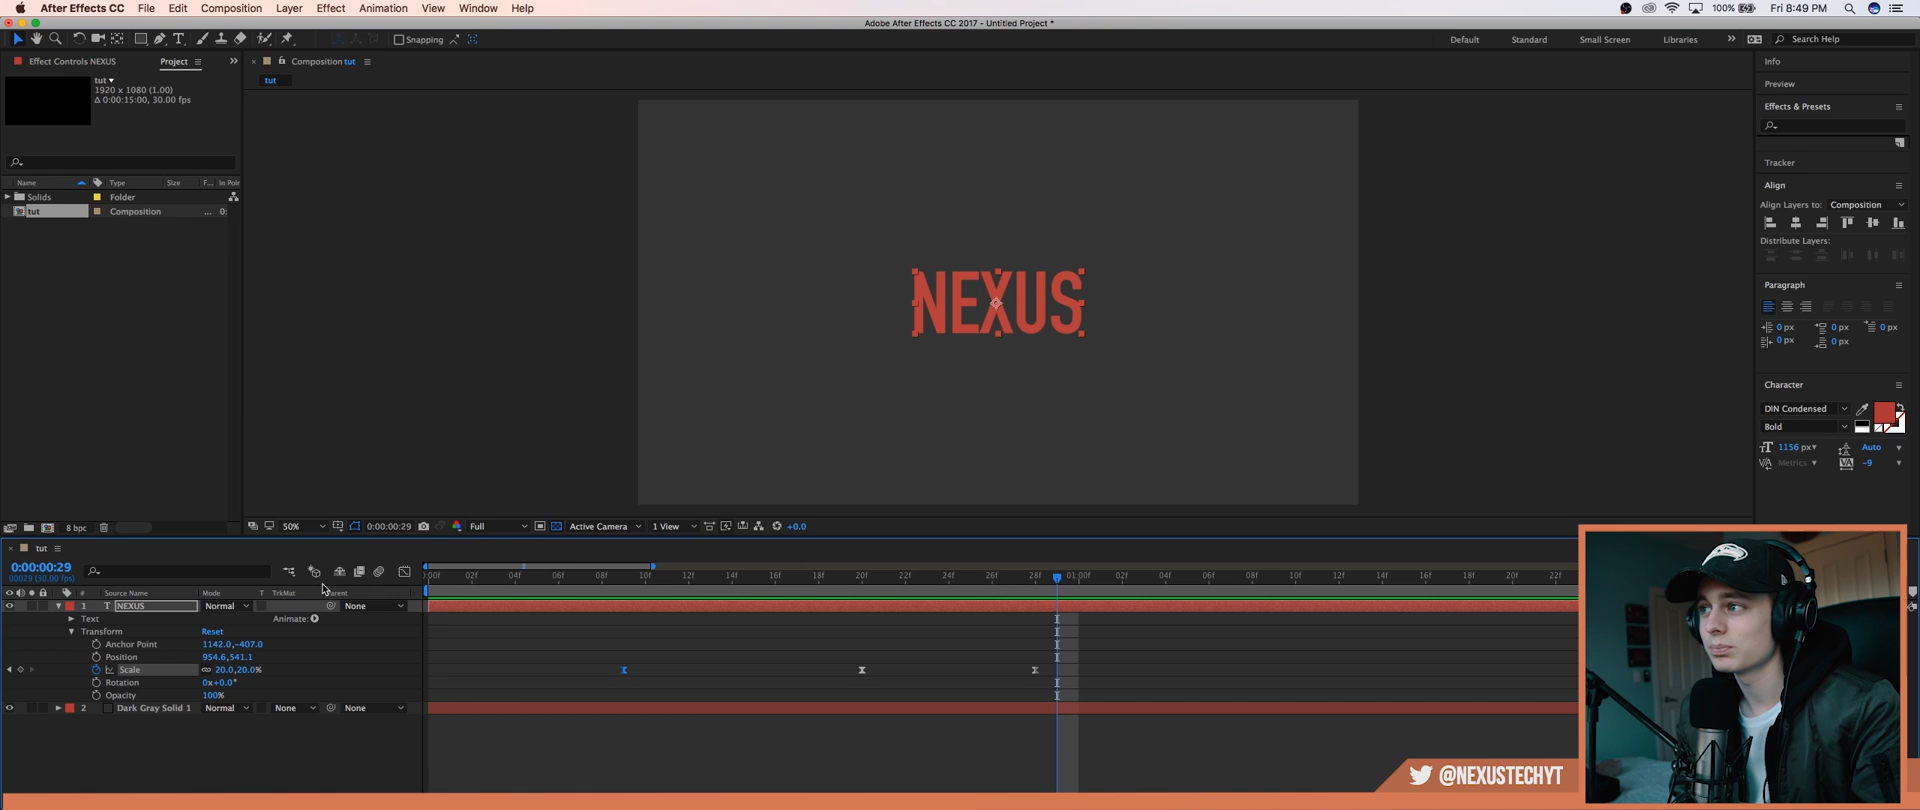 After Effects CC File Edit Composition Layer Effect Animation View Window Help
100% Fri 8:49 PM
Adobe After Effects CC 2017 - Untitled Project *
Snapping
Default Standard Small Screen Libraries Search Help
Effect Controls NEXUS Project
Composition tut
tut
tut
1920 x 1080 (1.00)
Δ 0:00:15:00, 30.00 fps
Name Type Size F... In Poin
Solids Folder
tut Composition ... 0:
8 bpc
NEXUS
50% 0:00:00:29 Full Active Camera 1 View +0.0
Info
Preview
Effects & Presets
Tracker
Align
Align Layers to: Composition
Distribute Layers:
Paragraph
0 px 0 px 0 px
0 px 0 px
Character
DIN Condensed
Bold
1156 px Auto
Metrics -9
tut
0:00:00:29
00029 (30.00 fps)
:00f 02f 04f 06f 08f 10f 12f 14f 16f 18f 20f 22f 24f 26f 28f 01:00f 02f 04f 06f 08f 10f 12f 14f 16f 18f 20f 22f
# Source Name Mode T TrkMat Parent
1 T NEXUS Normal None
Text Animate:
Transform Reset
Anchor Point 1142.0,-407.0
Position 954.6,541.1
Scale 20.0,20.0%
Rotation 0x+0.0°
Opacity 100%
2 Dark Gray Solid 1 Normal None None
@NEXUSTECHYT